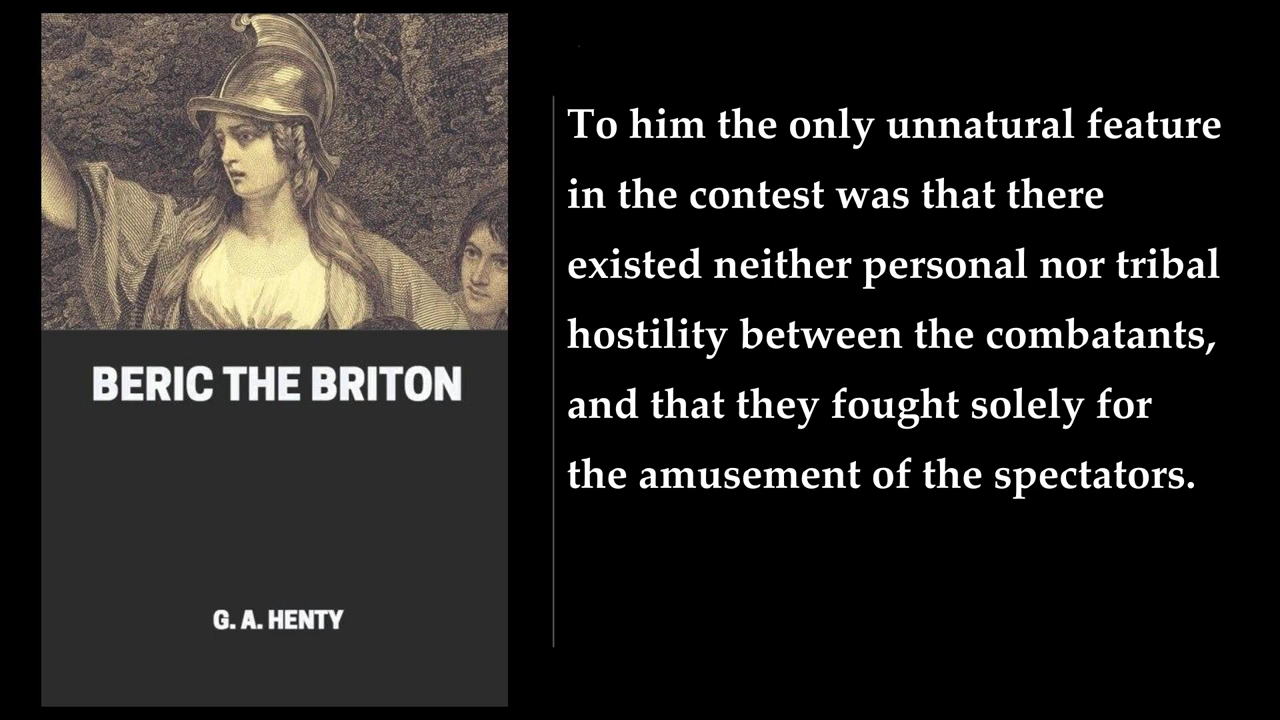 BERIC THE BRITON
G. A. HENTY
To him the only unnatural feature
in the contest was that there
existed neither personal nor tribal
hostility between the combatants,
and that they fought solely for
the amusement of the spectators.